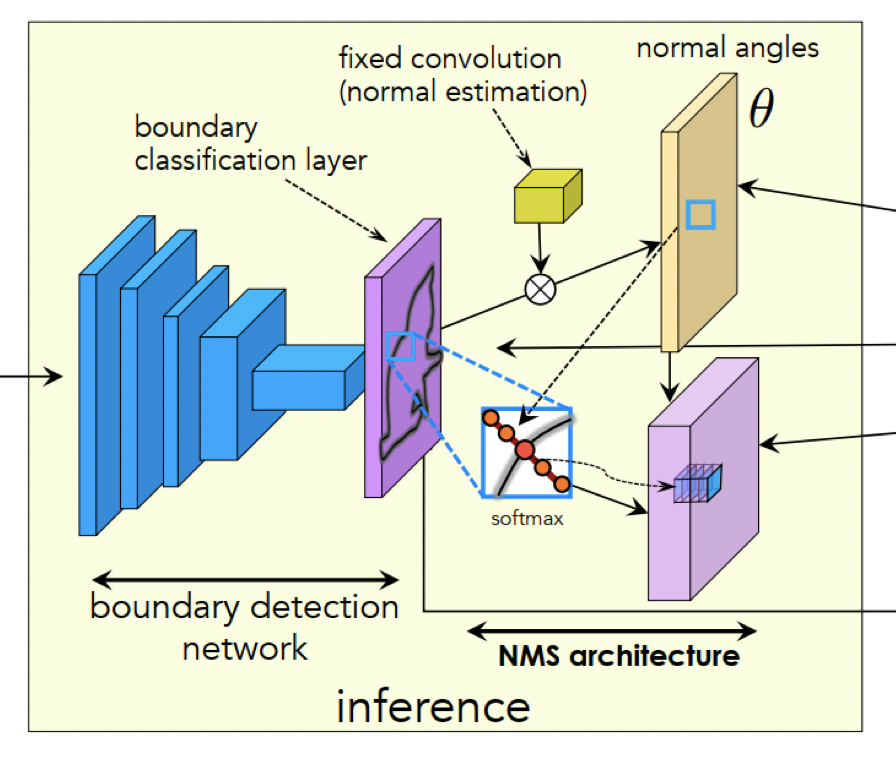 fixed convolution
(normal estimation)
normal angles
θ
boundary
classification layer
softmax
boundary detection
network
NMS architecture
inference